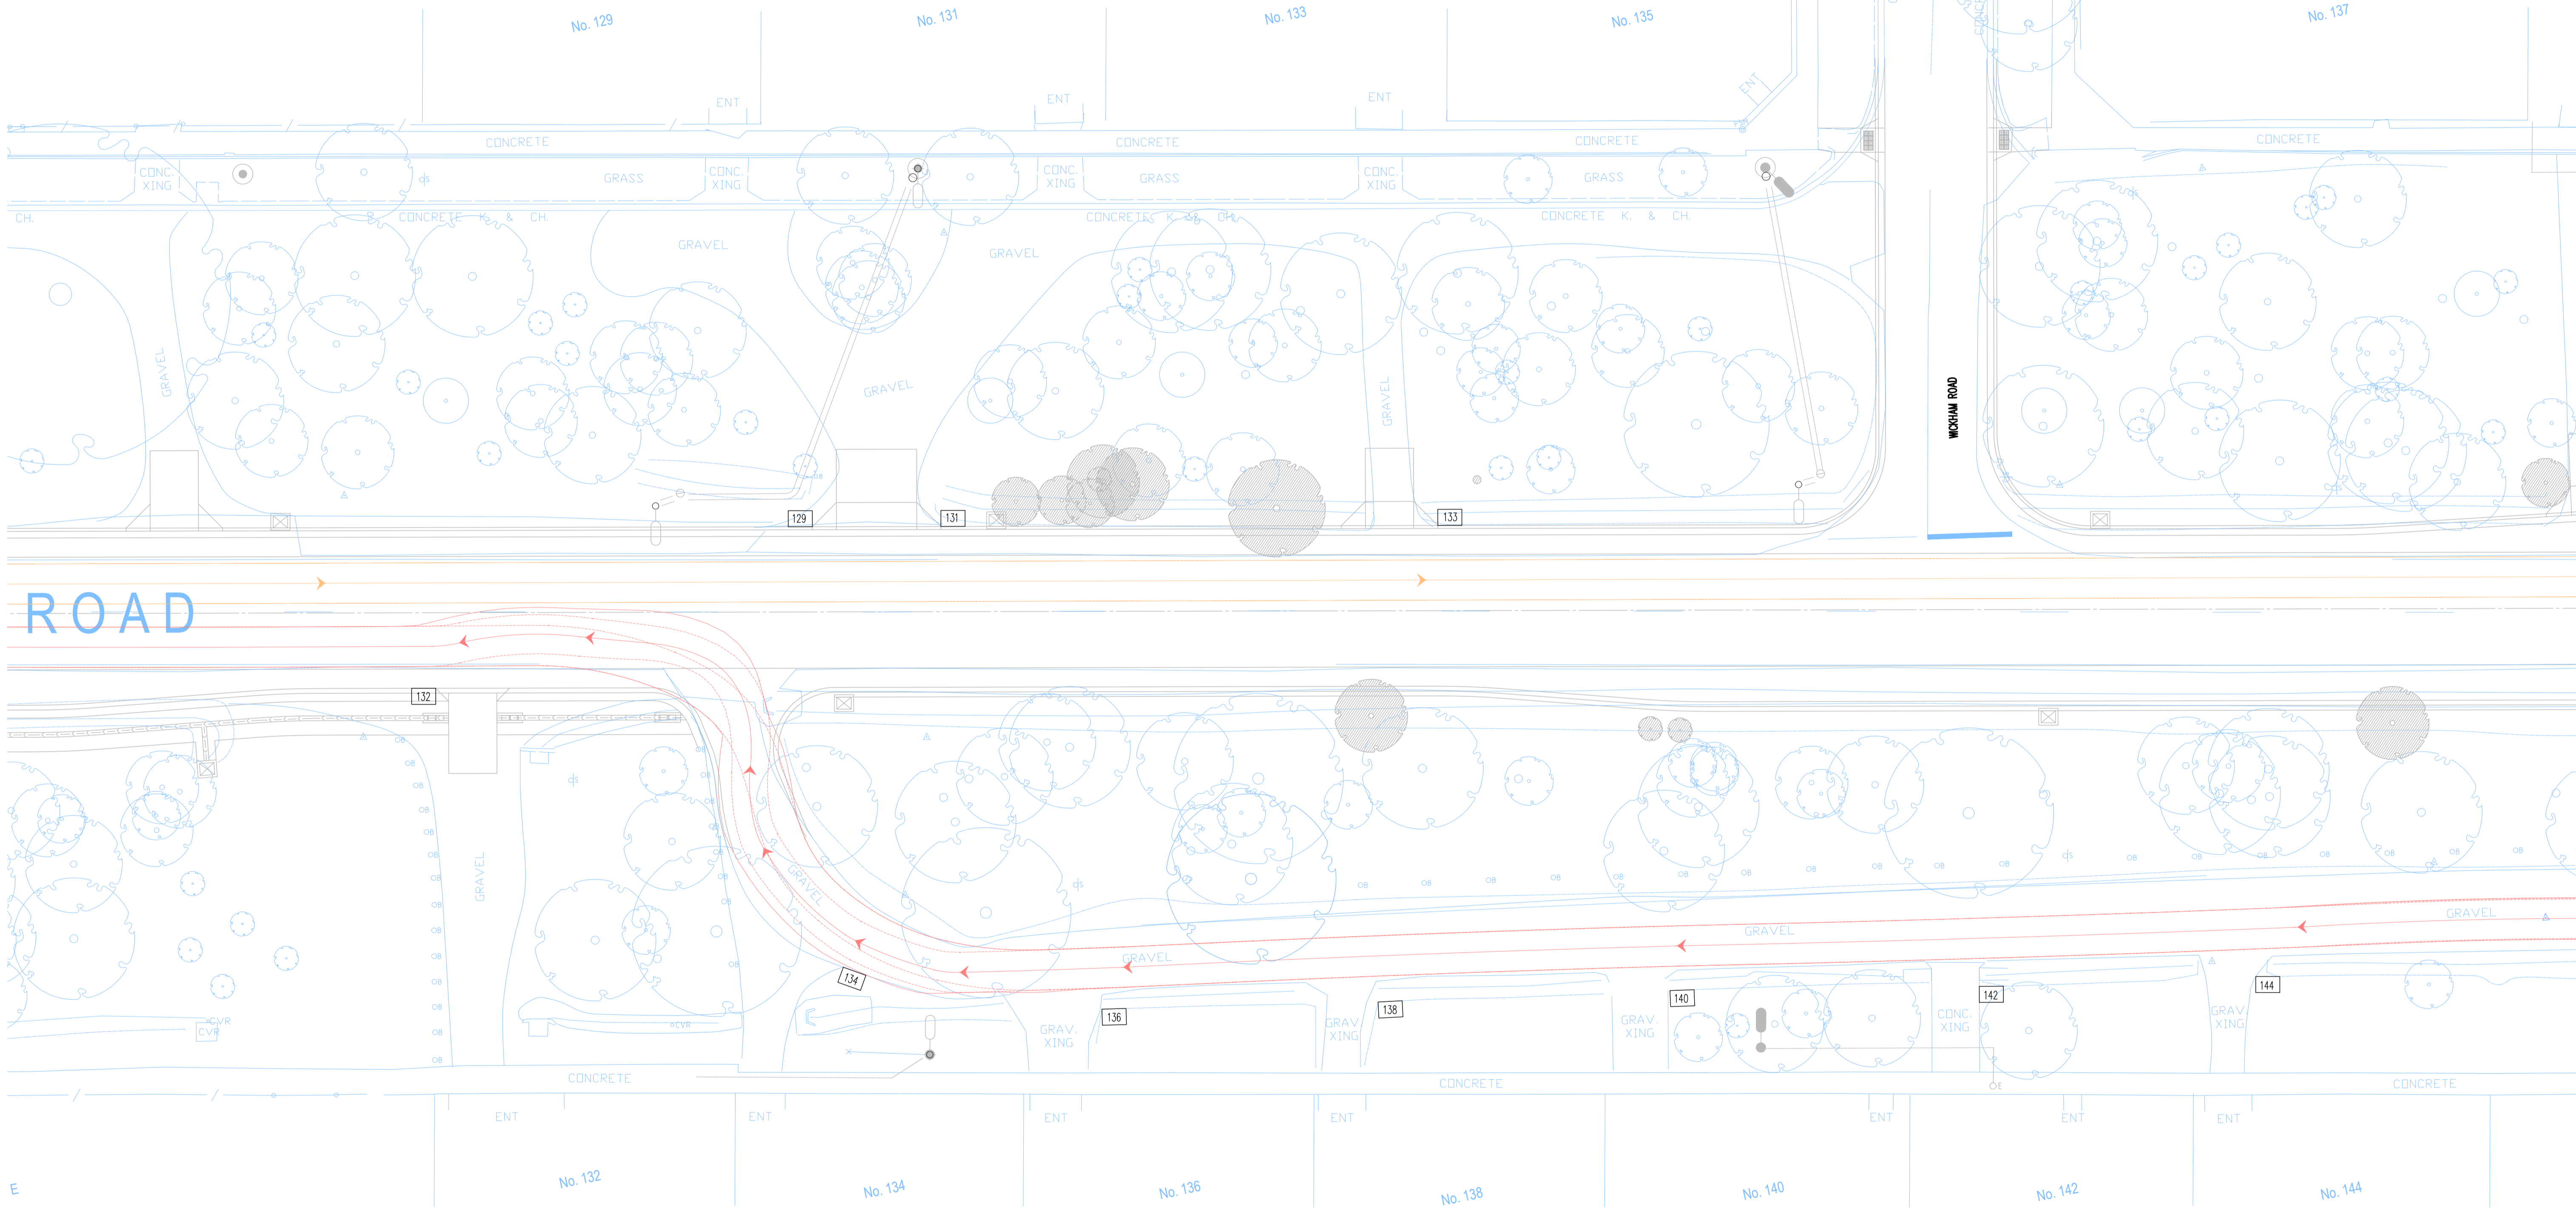 No. 129
No. 131
No. 133
No. 135
No. 137
ENT
ENT
ENT
ENT
CONCRETE
CONCRETE
CONCRETE
CONCRETE
CONC.
XING
GRASS
CONC.
XING
CONC.
XING
GRASS
CONC.
XING
GRASS
CH.
CONCRETE K. & CH.
CONCRETE K. & CH.
CONCRETE K. & CH.
GRAVEL
GRAVEL
GRAVEL
GRAVEL
GRAVEL
WICKHAM ROAD
129
131
133
ROAD
132
GRAVEL
GRAVEL
GRAVEL
GRAVEL
GRAVEL
134
136
138
140
142
144
CVR
CVR
CVR
GRAV.
XING
GRAV.
XING
GRAV.
XING
CONC.
XING
GRAV.
XING
E
CONCRETE
CONCRETE
CONCRETE
ENT
ENT
ENT
ENT
ENT
ENT
ENT
E
No. 132
No. 134
No. 136
No. 138
No. 140
No. 142
No. 144